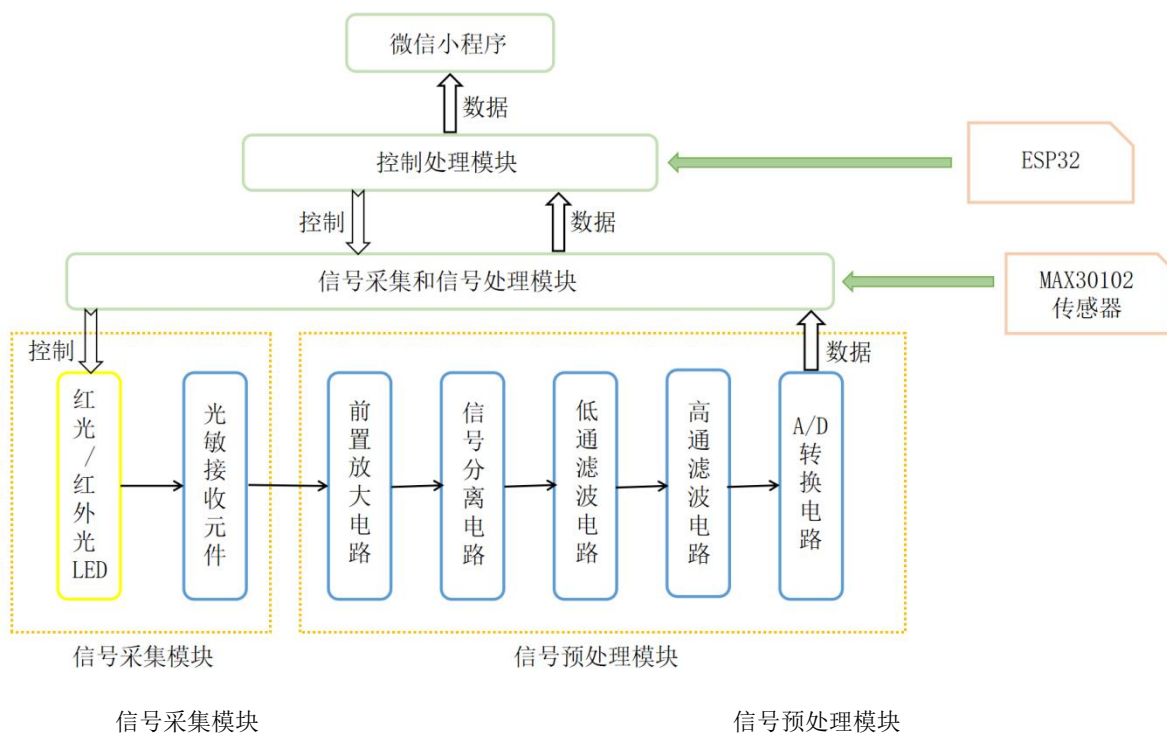 微信小程序
数据
控制处理模块
ESP32
控制
数据
信号采集和信号处理模块
MAX30102
传感器
控制
数据
红光/红外光LED
光敏接收元件
前置放大电路
信号分离电路
低通滤波电路
高通滤波电路
A/D转换电路
信号采集模块
信号预处理模块
信号采集模块
信号预处理模块